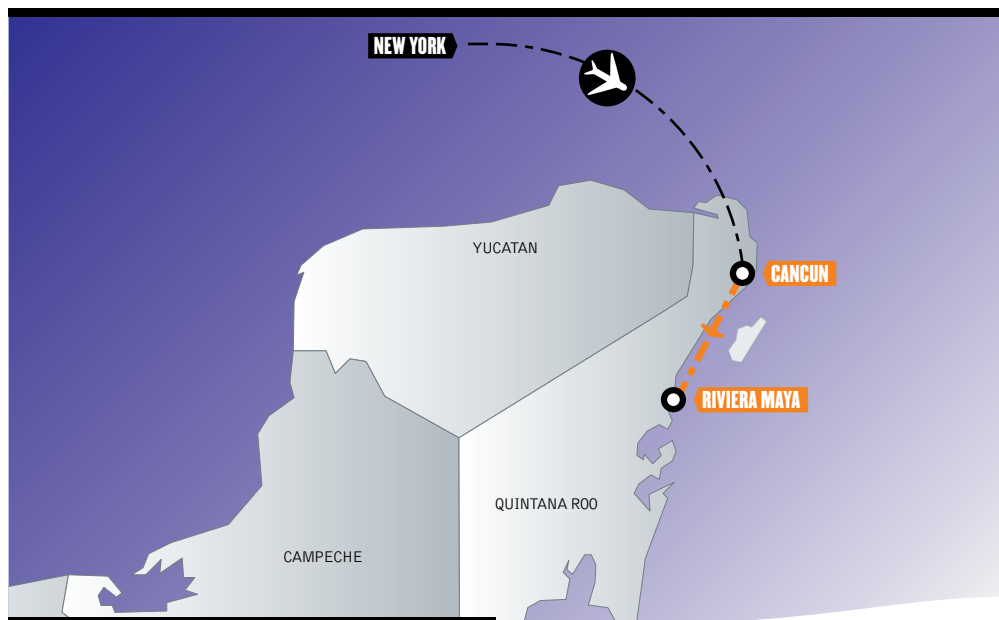 NEW YORK
YUCATAN
CANCUN
RIVIERA MAYA
QUINTANA ROO
CAMPECHE